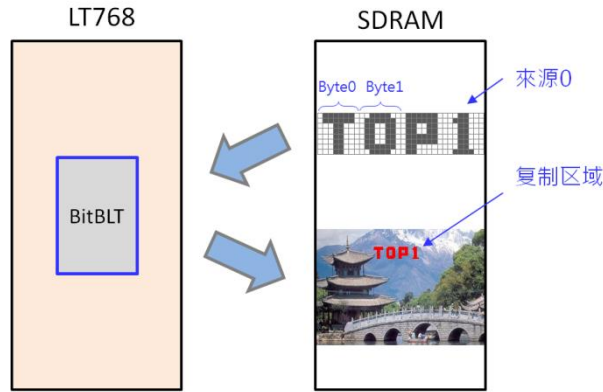 LT768
SDRAM
Byte0 Byte1
來源0
TOP1
复制区域
BitBLT
TOP1